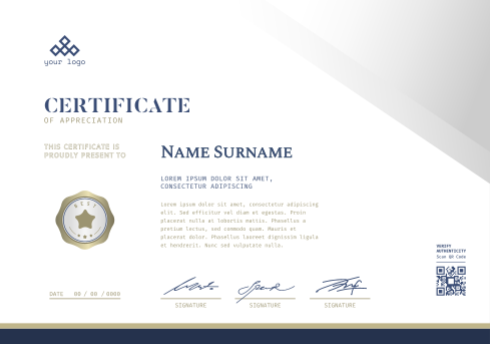 your logo
CERTIFICATE
OF APPRECIATION
THIS CERTIFICATE IS
PROUDLY PRESENT TO
NAME SURNAME
LOREM IPSUM DOLOR SIT AMET,
CONSECTETUR ADIPISCING
Lorem ipsum dolor sit amet, consectetur adipiscing
elit. Sed efficitur vel diam et egestas. Proin
placerat nulla et lobortis mattis. Phasellus a
pretium lectus, sed commodo quam. Mauris et
placerat dolor. Phasellus laoreet dignissim ligula
et hendrerit. Nunc sed vulputate nulla.
BEST
DATE 00 / 00 / 0000
SIGNATURE
SIGNATURE
SIGNATURE
VERIFY
AUTHENTICITY
Scan QR Code